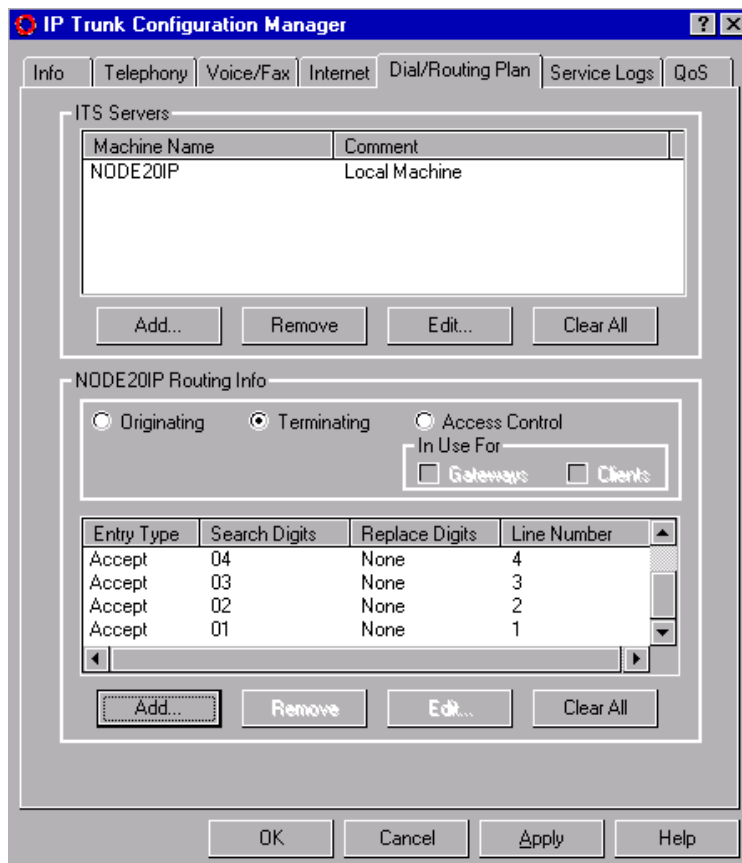 IP Trunk Configuration Manager
Info Telephony Voice/Fax Internet Dial/Routing Plan Service Logs QoS
ITS Servers
Machine Name Comment
NODE20IP Local Machine
Add... Remove Edit... Clear All
NODE20IP Routing Info
Originating Terminating Access Control
In Use For
Gateways Clients
Entry Type Search Digits Replace Digits Line Number
Accept 04 None 4
Accept 03 None 3
Accept 02 None 2
Accept 01 None 1
Add... Remove Edit... Clear All
OK Cancel Apply Help